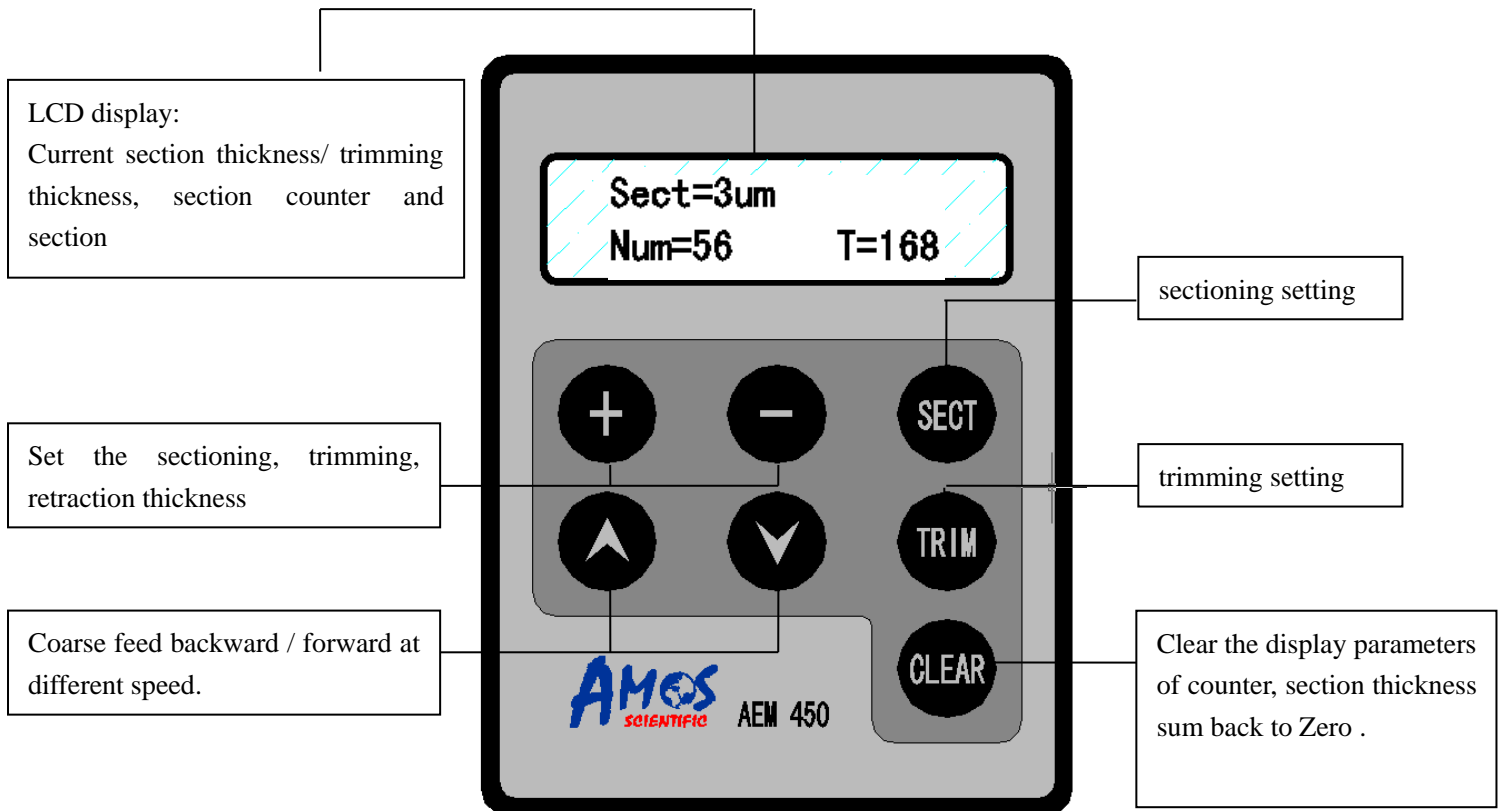 LCD display:
Current section thickness/ trimming
thickness, section counter and
section
Sect=3um
Num=56 T=168
sectioning setting
+ − SECT
Set the sectioning, trimming,
retraction thickness
trimming setting
TRIM
Coarse feed backward / forward at
different speed.
CLEAR
Clear the display parameters
of counter, section thickness
sum back to Zero .
AMOS
SCIENTIFIC
AEM 450